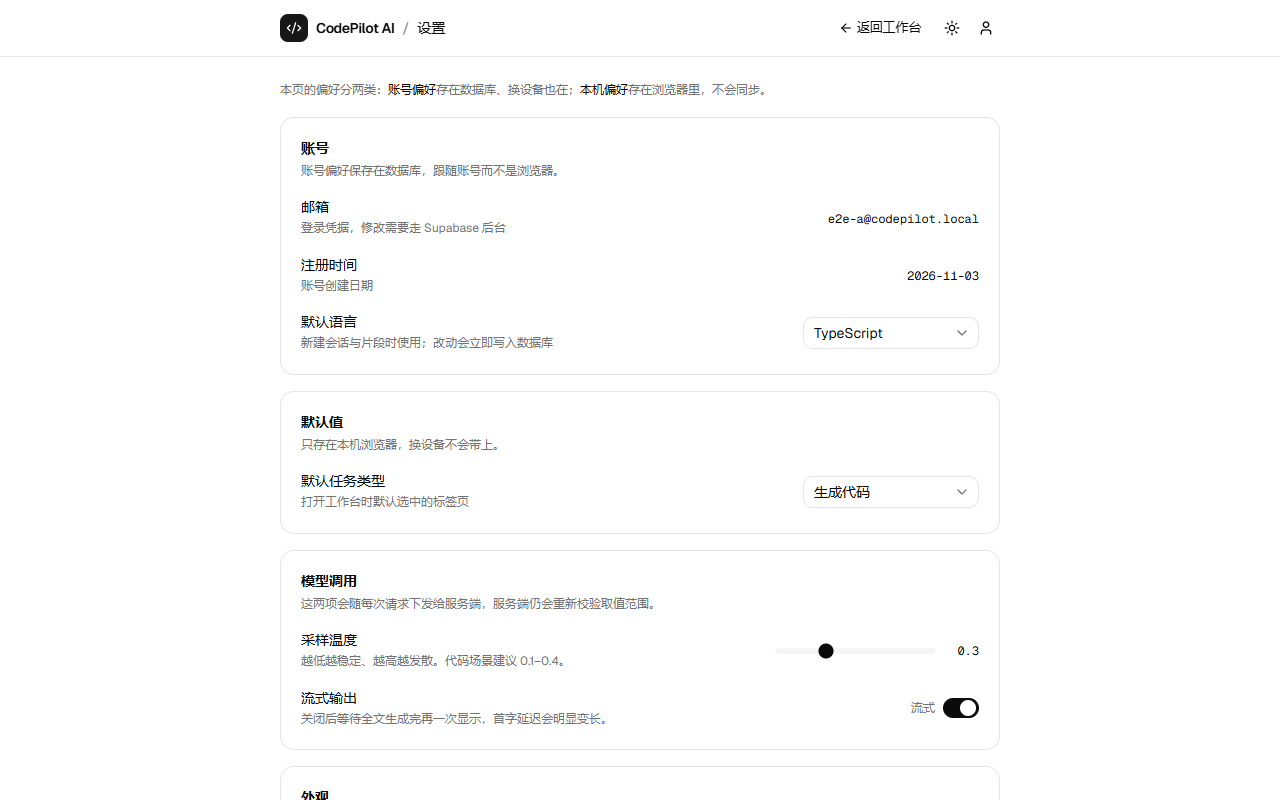 CodePilot AI / 设置
返回工作台
本页的偏好分两类：账号偏好存在数据库、换设备也在；本机偏好存在浏览器里，不会同步。
账号
账号偏好保存在数据库，跟随账号而不是浏览器。
邮箱
登录凭据，修改需要走 Supabase 后台
e2e-a@codepilot.local
注册时间
账号创建日期
2026-11-03
默认语言
新建会话与片段时使用；改动会立即写入数据库
TypeScript
默认值
只存在本机浏览器，换设备不会带上。
默认任务类型
打开工作台时默认选中的标签页
生成代码
模型调用
这两项会随每次请求下发给服务端，服务端仍会重新校验取值范围。
采样温度
越低越稳定、越高越发散。代码场景建议 0.1–0.4。
0.3
流式输出
关闭后等待全文生成完再一次显示，首字延迟会明显变长。
流式
外观